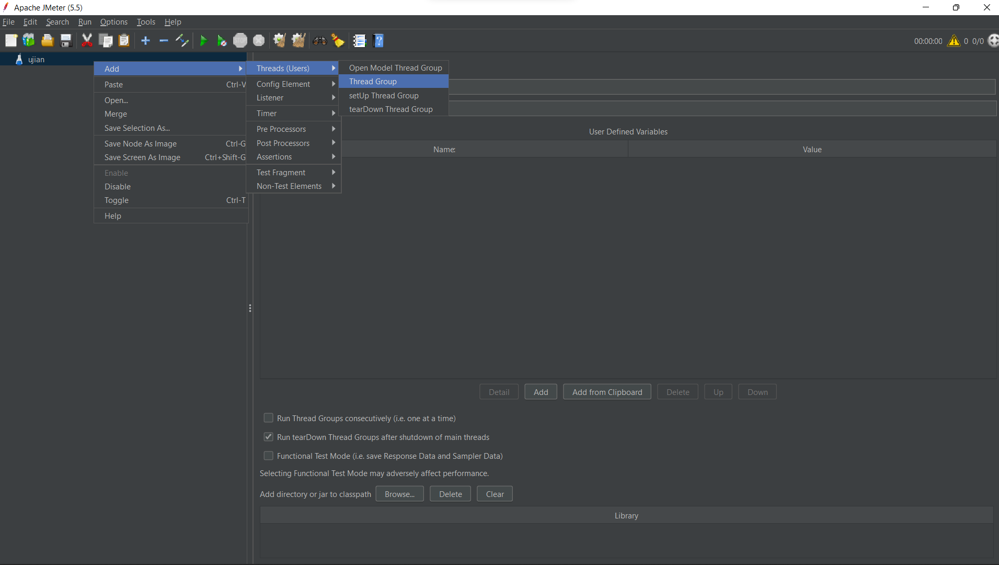 Apache JMeter (5.5)
File Edit Search Run Options Tools Help
STOP
00:00:00 0 0/0
ujian
Add
Paste Ctrl-V
Open...
Merge
Save Selection As...
Save Node As Image Ctrl-G
Save Screen As Image Ctrl+Shift-G
Enable
Disable
Toggle Ctrl-T
Help
Threads (Users)
Config Element
Listener
Timer
Pre Processors
Post Processors
Assertions
Test Fragment
Non-Test Elements
Open Model Thread Group
Thread Group
setUp Thread Group
tearDown Thread Group
User Defined Variables
Name: Value
Detail Add Add from Clipboard Delete Up Down
Run Thread Groups consecutively (i.e. one at a time)
Run tearDown Thread Groups after shutdown of main threads
Functional Test Mode (i.e. save Response Data and Sampler Data)
Selecting Functional Test Mode may adversely affect performance.
Add directory or jar to classpath Browse... Delete Clear
Library